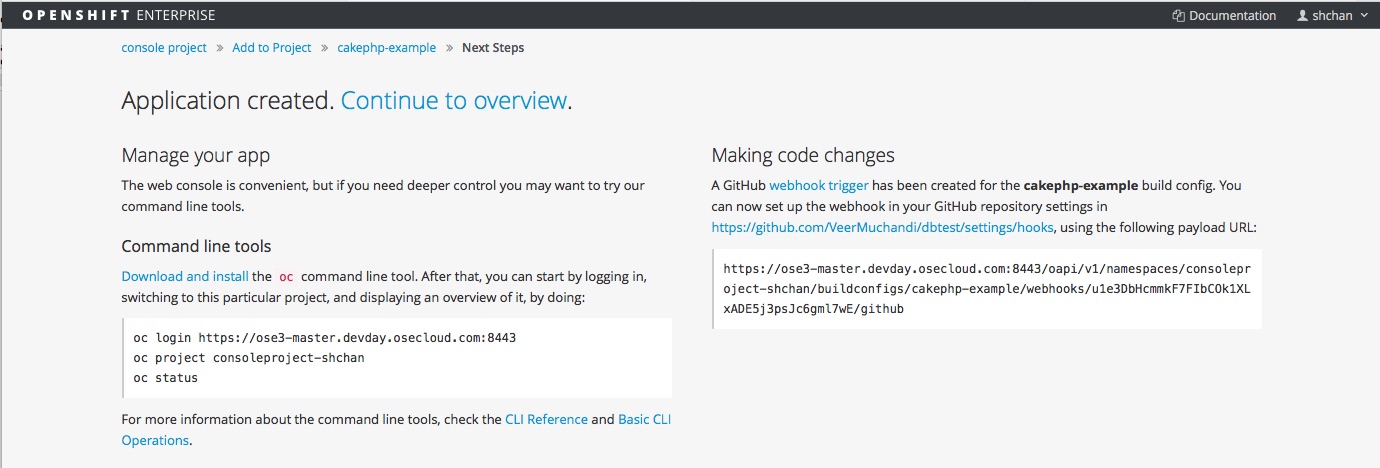 OPENSHIFT ENTERPRISE
Documentation
shchan
console project » Add to Project » cakephp-example » Next Steps
Application created. Continue to overview.
Manage your app
The web console is convenient, but if you need deeper control you may want to try our
command line tools.
Command line tools
Download and install the oc command line tool. After that, you can start by logging in,
switching to this particular project, and displaying an overview of it, by doing:
oc login https://ose3-master.devday.osecloud.com:8443
oc project consoleproject-shchan
oc status
For more information about the command line tools, check the CLI Reference and Basic CLI
Operations.
Making code changes
A GitHub webhook trigger has been created for the cakephp-example build config. You
can now set up the webhook in your GitHub repository settings in
https://github.com/VeerMuchandi/dbtest/settings/hooks, using the following payload URL:
https://ose3-master.devday.osecloud.com:8443/oapi/v1/namespaces/consolepr
oject-shchan/buildconfigs/cakephp-example/webhooks/u1e3DbHcmmkF7FIbCOk1XL
xADE5j3psJc6gml7wE/github